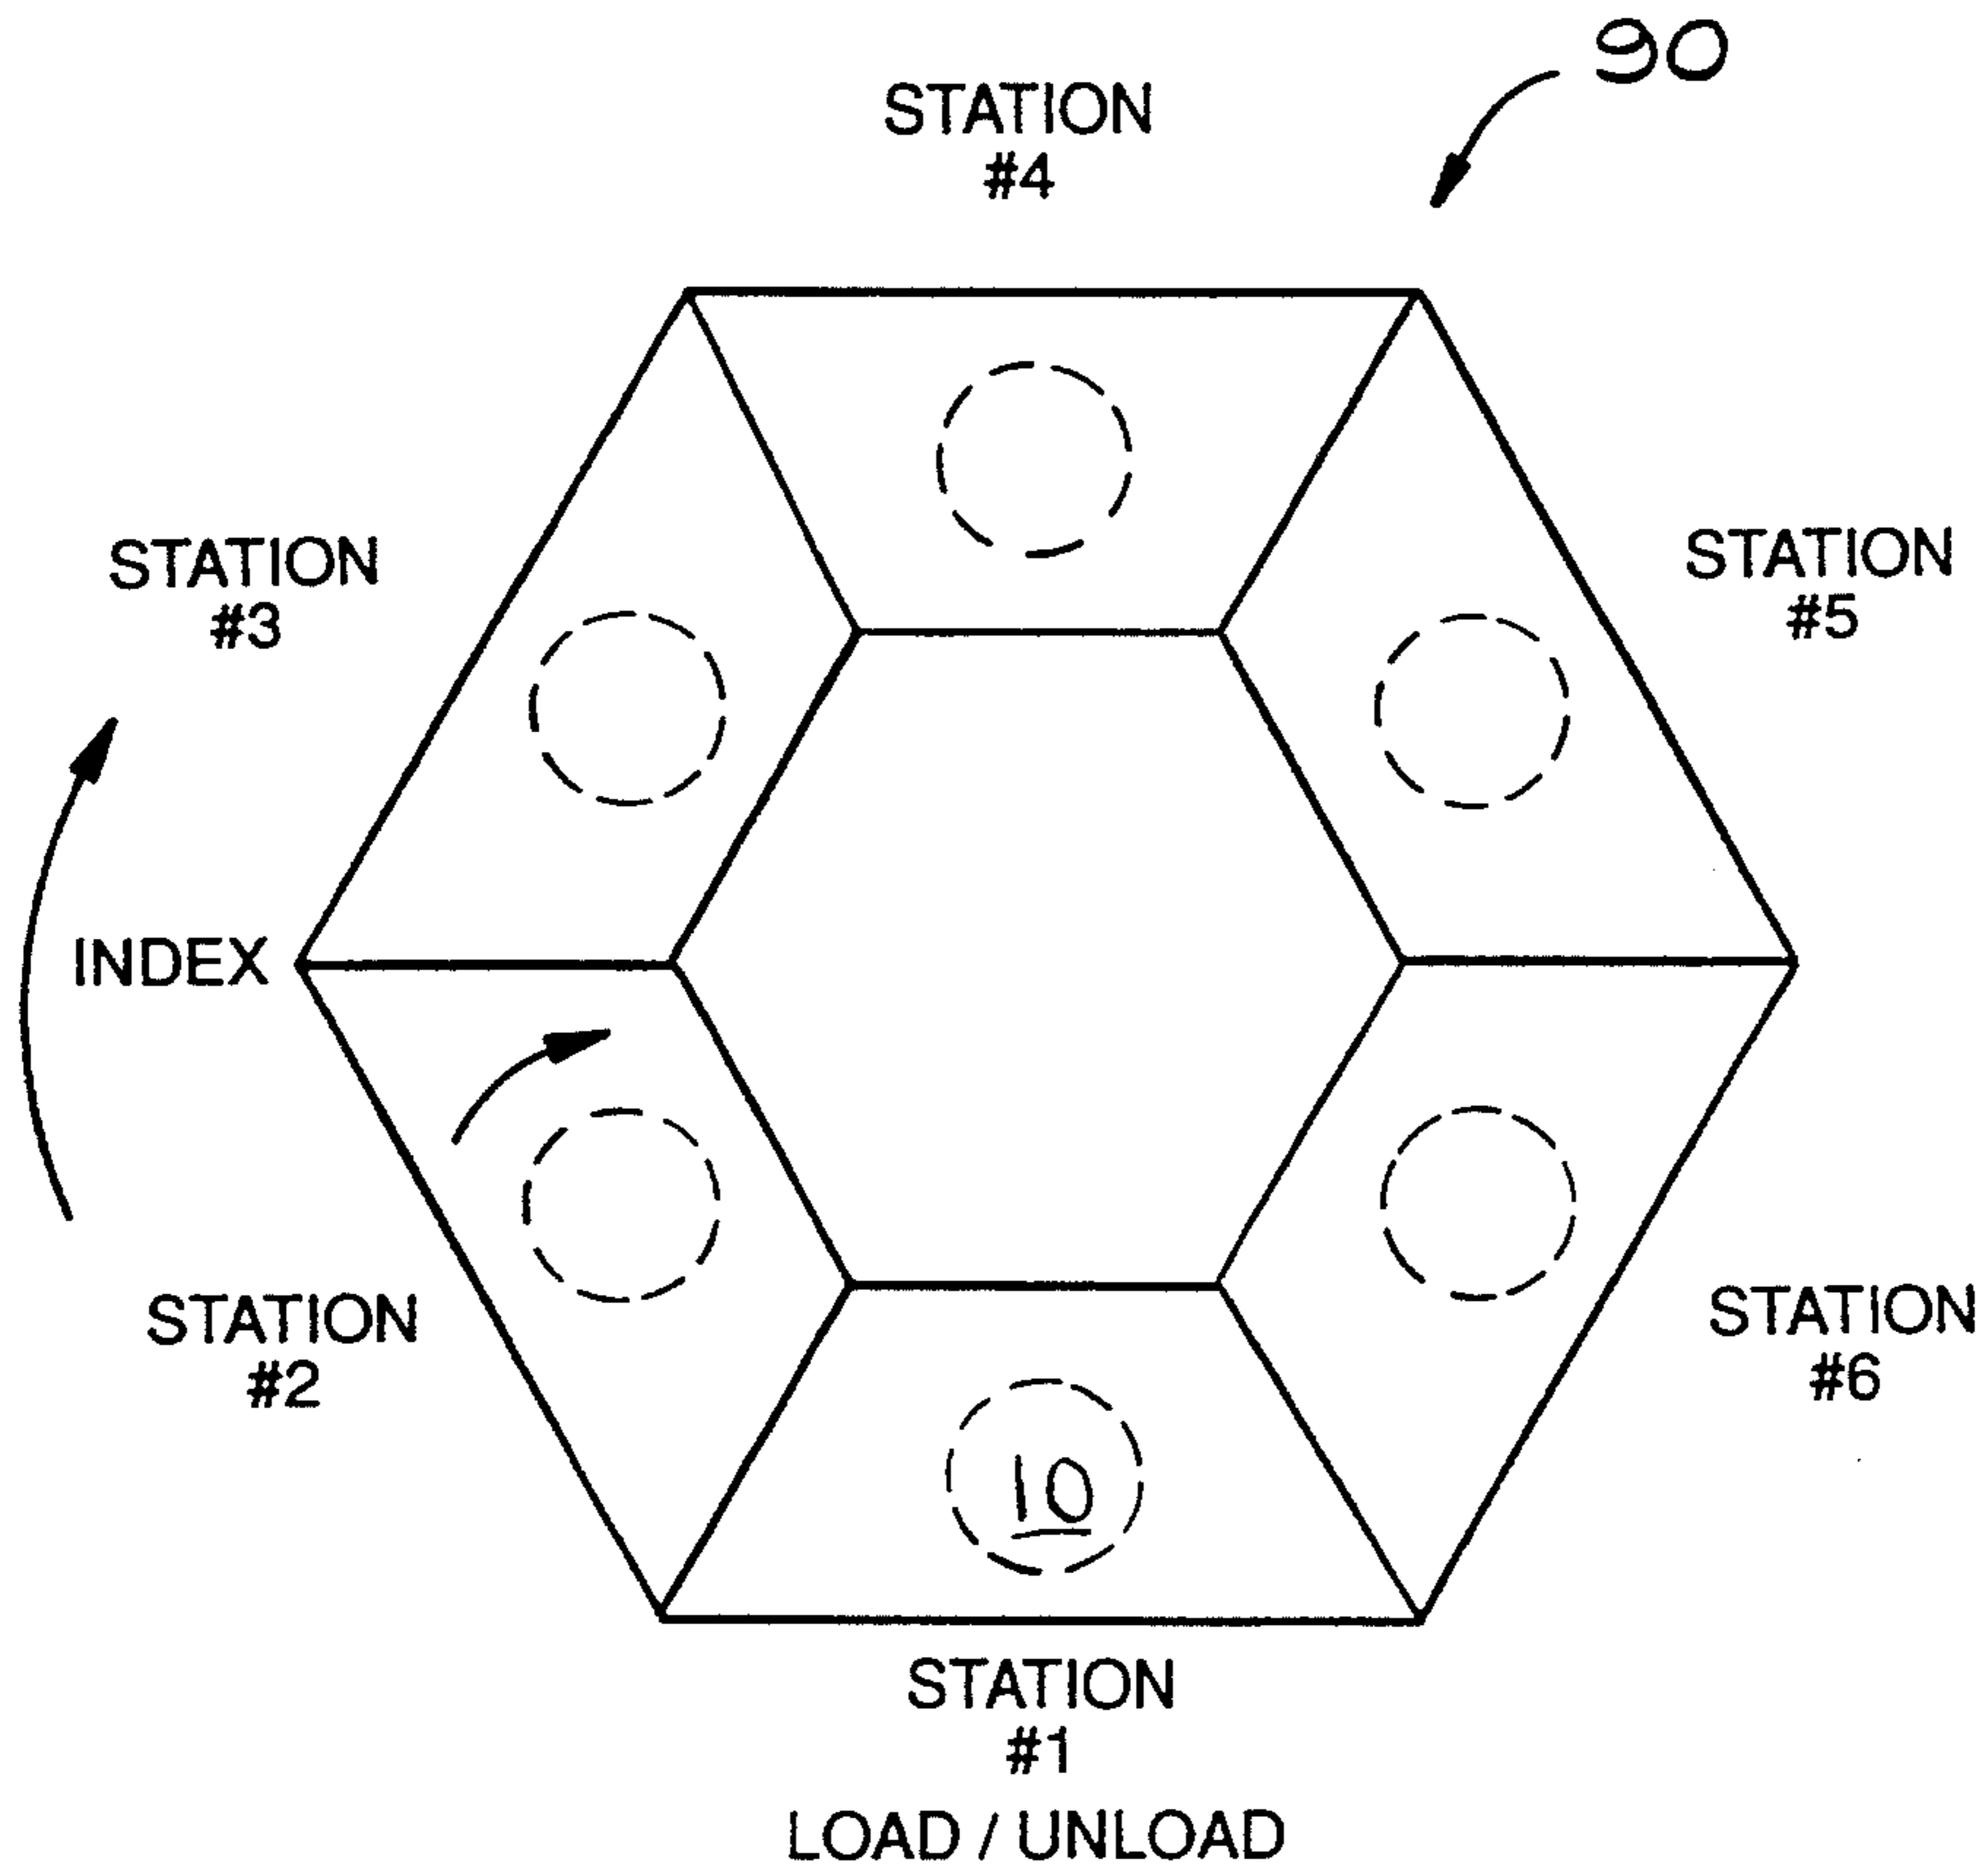 90
STATION
#4
STATION
#3
STATION
#5
INDEX
STATION
#2
STATION
#6
10
STATION
#1
LOAD / UNLOAD